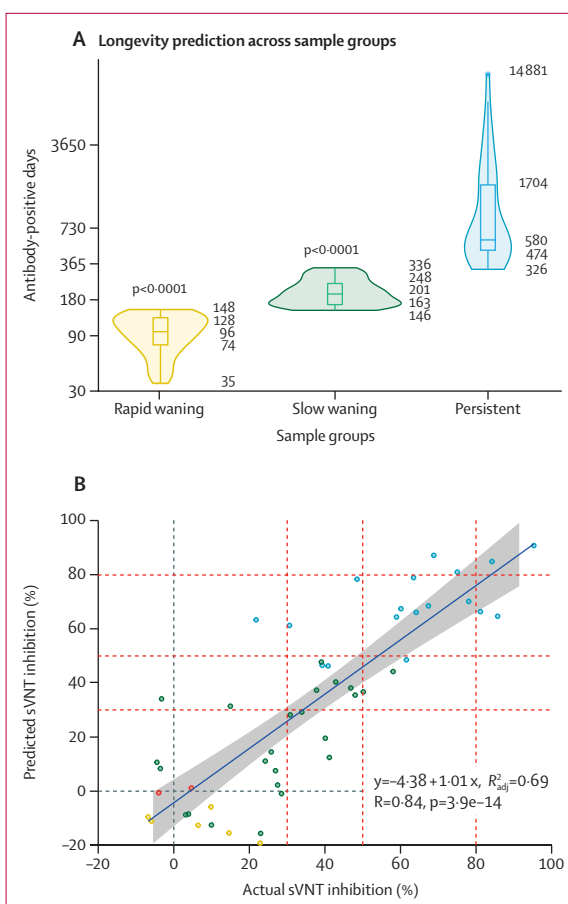 A Longevity prediction across sample groups
14 881
3650
1704
730
580
474
365
326
p<0·0001
336
248
201
163
146
180
p<0·0001
148
128
96
74
35
90
30
Antibody-positive days
Rapid waning
Slow waning
Persistent
Sample groups
B
100
80
60
40
20
0
–20
Predicted sVNT inhibition (%)
y=–4·38 + 1·01 x, R²adj=0·69
R=0·84, p=3·9e–14
–20
0
20
40
60
80
100
Actual sVNT inhibition (%)